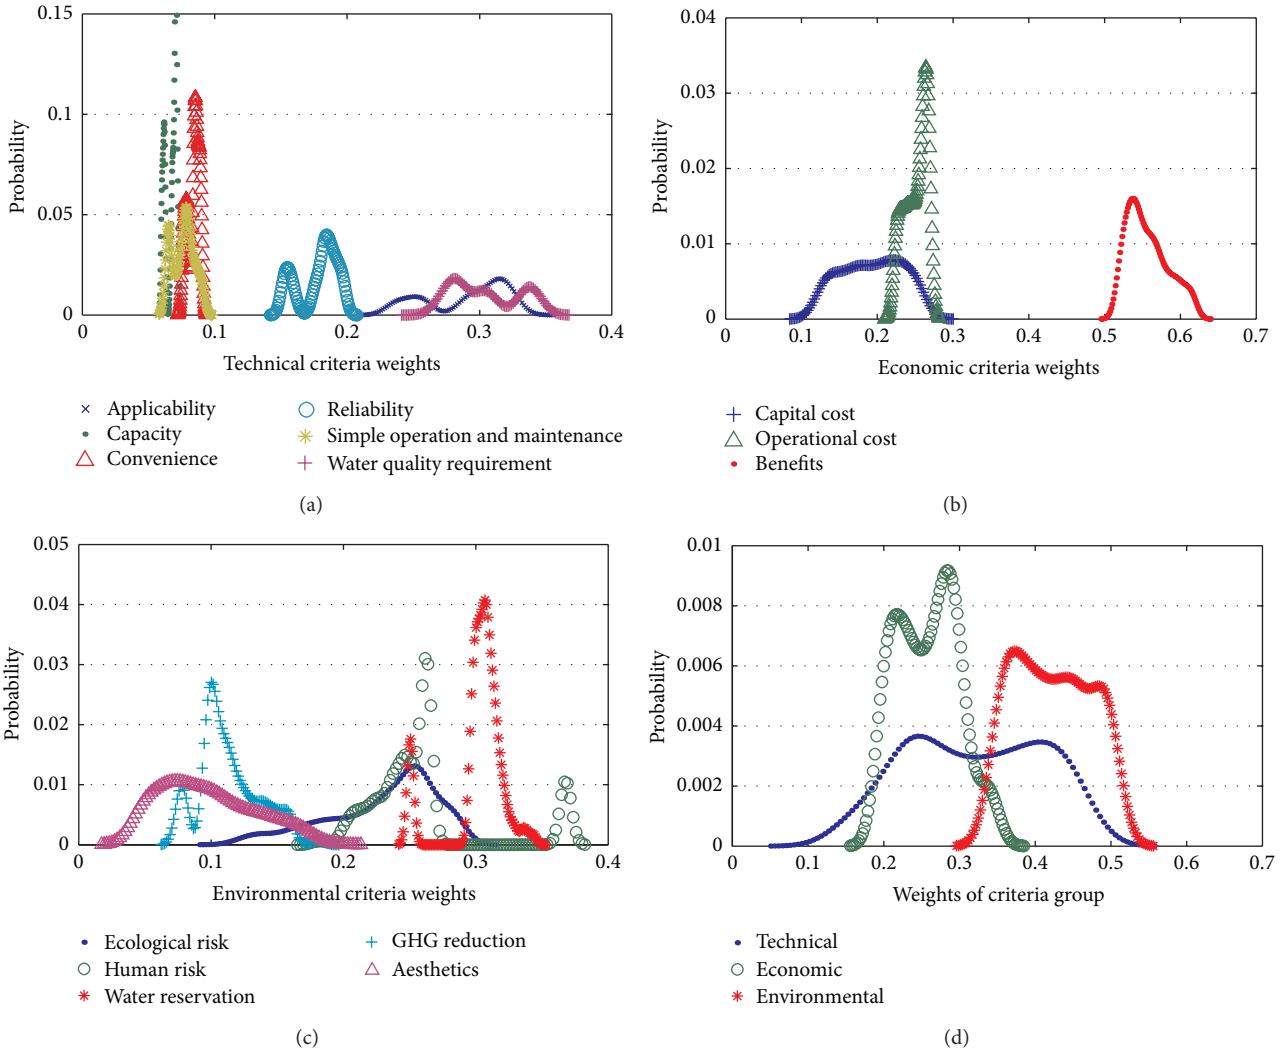 0.15
0.1
0.05
0
Probability
0 0.1 0.2 0.3 0.4
Technical criteria weights
Applicability
Capacity
Convenience
Reliability
Simple operation and maintenance
Water quality requirement
(a)
0.04
0.03
0.02
0.01
0
Probability
0 0.1 0.2 0.3 0.4 0.5 0.6 0.7
Economic criteria weights
Capital cost
Operational cost
Benefits
(b)
0.05
0.04
0.03
0.02
0.01
0
Probability
0 0.1 0.2 0.3 0.4
Environmental criteria weights
Ecological risk
Human risk
Water reservation
GHG reduction
Aesthetics
(c)
0.01
0.008
0.006
0.004
0.002
0
Probability
0 0.1 0.2 0.3 0.4 0.5 0.6 0.7
Weights of criteria group
Technical
Economic
Environmental
(d)